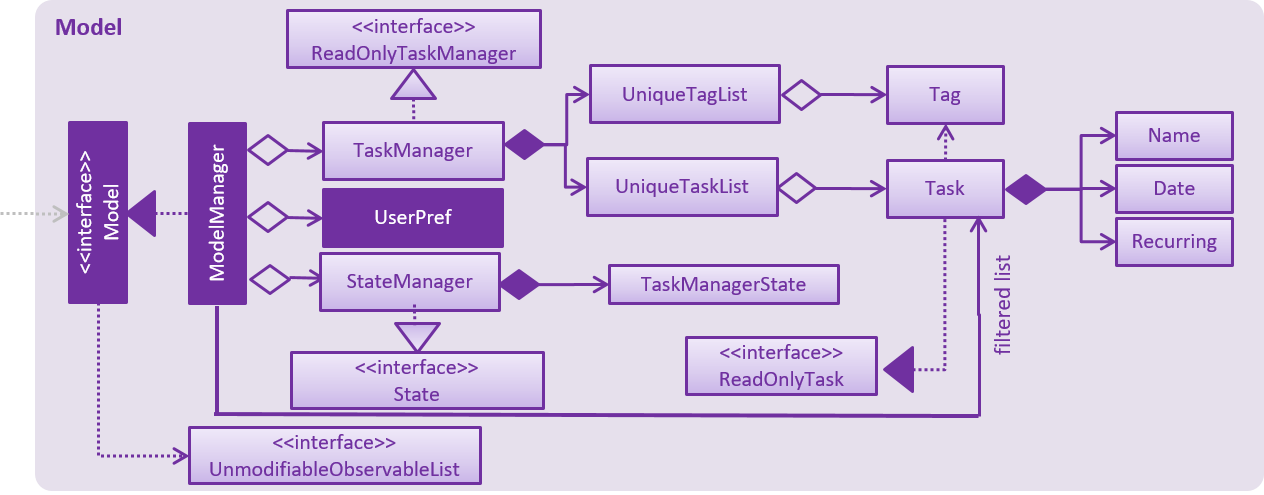 Model
<<interface>>
ReadOnlyTaskManager
<<interface>>
Model
ModelManager
TaskManager
UserPref
StateManager
<<interface>>
State
<<interface>>
UnmodifiableObservableList
UniqueTagList
UniqueTaskList
TaskManagerState
<<interface>>
ReadOnlyTask
Tag
Task
filtered list
Name
Date
Recurring